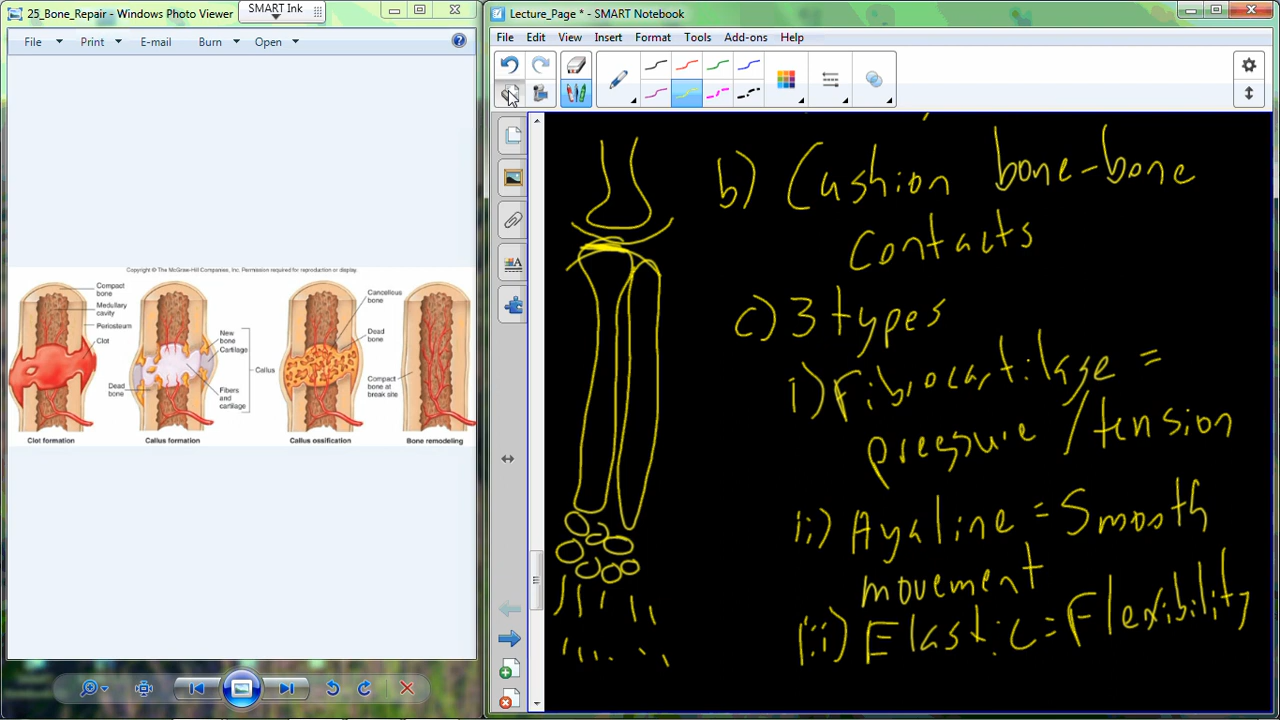 25_Bone_Repair - Windows Photo Viewer
SMART Ink
File Print E-mail Burn Open
Copyright © The McGraw-Hill Companies, Inc. Permission required for reproduction or display.
Compact bone
Medullary cavity
Periosteum
Clot
Dead bone
Clot formation
New bone
Cartilage
Callus
Fibers and cartilage
Callus formation
Cancellous bone
Dead bone
Compact bone at break site
Callus ossification
Bone remodeling
Lecture_Page * - SMART Notebook
File Edit View Insert Format Tools Add-ons Help
b) Cushion bone-bone
contacts
c) 3 types
i) Fibrocartilage =
pressure / tension
ii) Hyaline = Smooth
movement
iii) Elastic = Flexibility